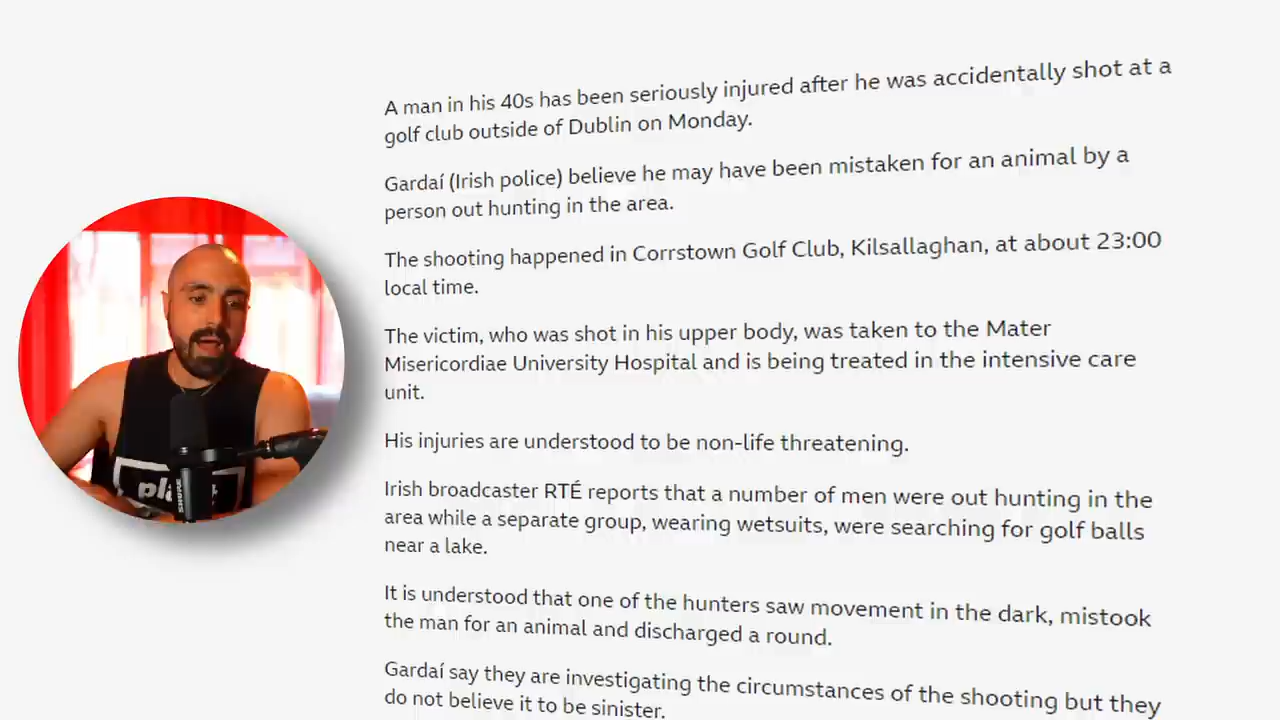 A man in his 40s has been seriously injured after he was accidentally shot at a
golf club outside of Dublin on Monday.
Gardaí (Irish police) believe he may have been mistaken for an animal by a
person out hunting in the area.
The shooting happened in Corrstown Golf Club, Kilsallaghan, at about 23:00
local time.
The victim, who was shot in his upper body, was taken to the Mater
Misericordiae University Hospital and is being treated in the intensive care
unit.
His injuries are understood to be non-life threatening.
Irish broadcaster RTÉ reports that a number of men were out hunting in the
area while a separate group, wearing wetsuits, were searching for golf balls
near a lake.
It is understood that one of the hunters saw movement in the dark, mistook
the man for an animal and discharged a round.
Gardaí say they are investigating the circumstances of the shooting but they
do not believe it to be sinister.
SHURE